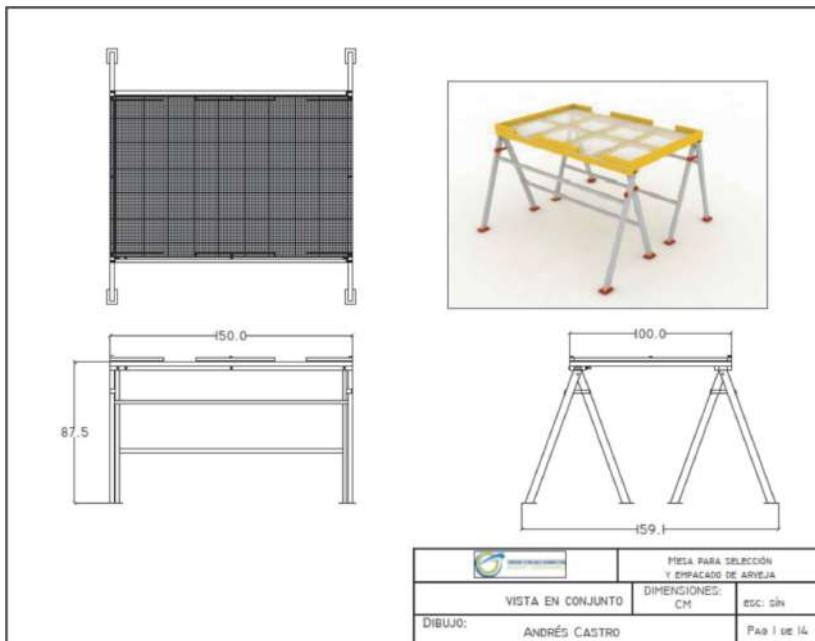 150.0
100.0
87.5
159.1
MESA PARA SELECCIÓN
Y EMPACADO DE ARVEJA
VISTA EN CONJUNTO
DIMENSIONES:
CM
ESC: SÍN
DIBUJO:
ANDRÉS CASTRO
PAG 1 DE 14